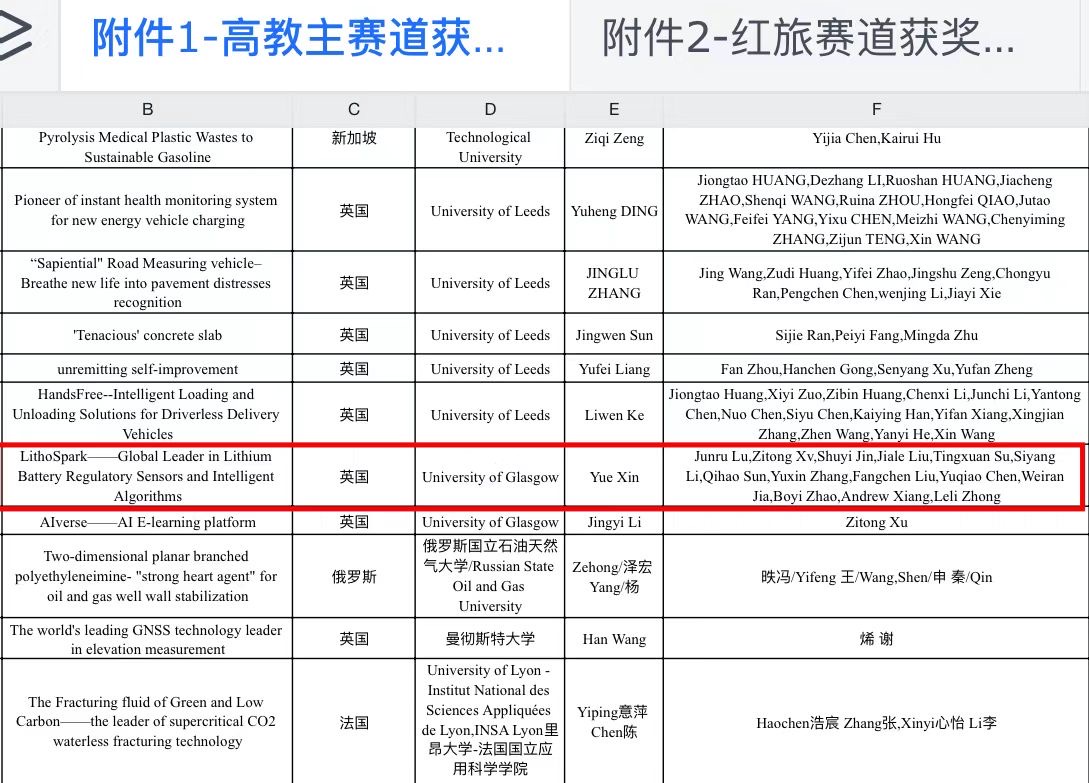 附件1-高教主赛道获...
附件2-红旅赛道获奖...
B
C
D
E
F
Pyrolysis Medical Plastic Wastes to
Sustainable Gasoline
新加坡
Technological
University
Ziqi Zeng
Yijia Chen,Kairui Hu
Pioneer of instant health monitoring system
for new energy vehicle charging
英国
University of Leeds
Yuheng DING
Jiongtao HUANG,Dezhang LI,Ruoshan HUANG,Jiacheng
ZHAO,Shenqi WANG,Ruina ZHOU,Hongfei QIAO,Jutao
WANG,Feifei YANG,Yixu CHEN,Meizhi WANG,Chenyiming
ZHANG,Zijun TENG,Xin WANG
“Sapiential" Road Measuring vehicle–
Breathe new life into pavement distresses
recognition
英国
University of Leeds
JINGLU
ZHANG
Jing Wang,Zudi Huang,Yifei Zhao,Jingshu Zeng,Chongyu
Ran,Pengchen Chen,wenjing Li,Jiayi Xie
'Tenacious' concrete slab
英国
University of Leeds
Jingwen Sun
Sijie Ran,Peiyi Fang,Mingda Zhu
unremitting self-improvement
英国
University of Leeds
Yufei Liang
Fan Zhou,Hanchen Gong,Senyang Xu,Yufan Zheng
HandsFree--Intelligent Loading and
Unloading Solutions for Driverless Delivery
Vehicles
英国
University of Leeds
Liwen Ke
Jiongtao Huang,Xiyi Zuo,Zibin Huang,Chenxi Li,Junchi Li,Yantong
Chen,Nuo Chen,Siyu Chen,Kaiying Han,Yifan Xiang,Xingjian
Zhang,Zhen Wang,Yanyi He,Xin Wang
LithoSpark——Global Leader in Lithium
Battery Regulatory Sensors and Intelligent
Algorithms
英国
University of Glasgow
Yue Xin
Junru Lu,Zitong Xv,Shuyi Jin,Jiale Liu,Tingxuan Su,Siyang
Li,Qihao Sun,Yuxin Zhang,Fangchen Liu,Yuqiao Chen,Weiran
Jia,Boyi Zhao,Andrew Xiang,Leli Zhong
AIverse——AI E-learning platform
英国
University of Glasgow
Jingyi Li
Zitong Xu
Two-dimensional planar branched
polyethyleneimine- "strong heart agent" for
oil and gas well wall stabilization
俄罗斯
俄罗斯国立石油天然
气大学/Russian State
Oil and Gas
University
Zehong/泽宏
Yang/杨
昳冯/Yifeng 王/Wang,Shen/申 秦/Qin
The world's leading GNSS technology leader
in elevation measurement
英国
曼彻斯特大学
Han Wang
烯 谢
The Fracturing fluid of Green and Low
Carbon——the leader of supercritical CO2
waterless fracturing technology
法国
University of Lyon -
Institut National des
Sciences Appliquées
de Lyon,INSA Lyon里
昂大学-法国国立应
用科学学院
Yiping意萍
Chen陈
Haochen浩宸 Zhang张,Xinyi心怡 Li李